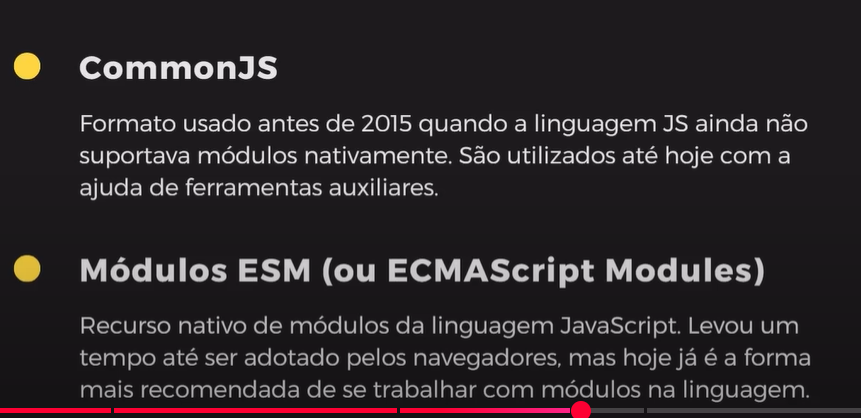 CommonJS
Formato usado antes de 2015 quando a linguagem JS ainda não
suportava módulos nativamente. São utilizados até hoje com a
ajuda de ferramentas auxiliares.
Módulos ESM (ou ECMAScript Modules)
Recurso nativo de módulos da linguagem JavaScript. Levou um
tempo até ser adotado pelos navegadores, mas hoje já é a forma
mais recomendada de se trabalhar com módulos na linguagem.